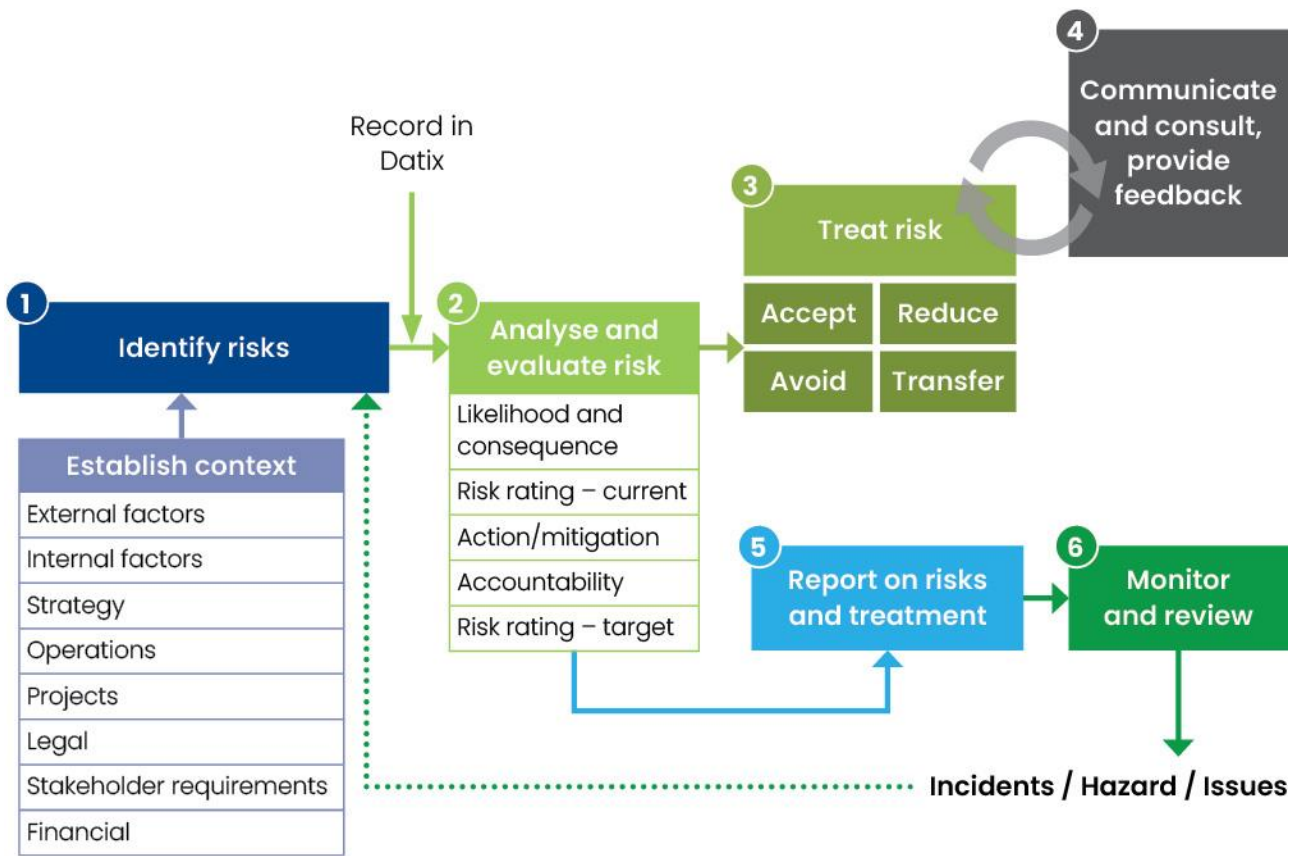 1
Identify risks
Establish context
External factors
Internal factors
Strategy
Operations
Projects
Legal
Stakeholder requirements
Financial
Record in
Datix
2
Analyse and
evaluate risk
Likelihood and
consequence
Risk rating – current
Action/mitigation
Accountability
Risk rating – target
3
Treat risk
Accept
Reduce
Avoid
Transfer
4
Communicate
and consult,
provide
feedback
5
Report on risks
and treatment
6
Monitor
and review
Incidents / Hazard / Issues